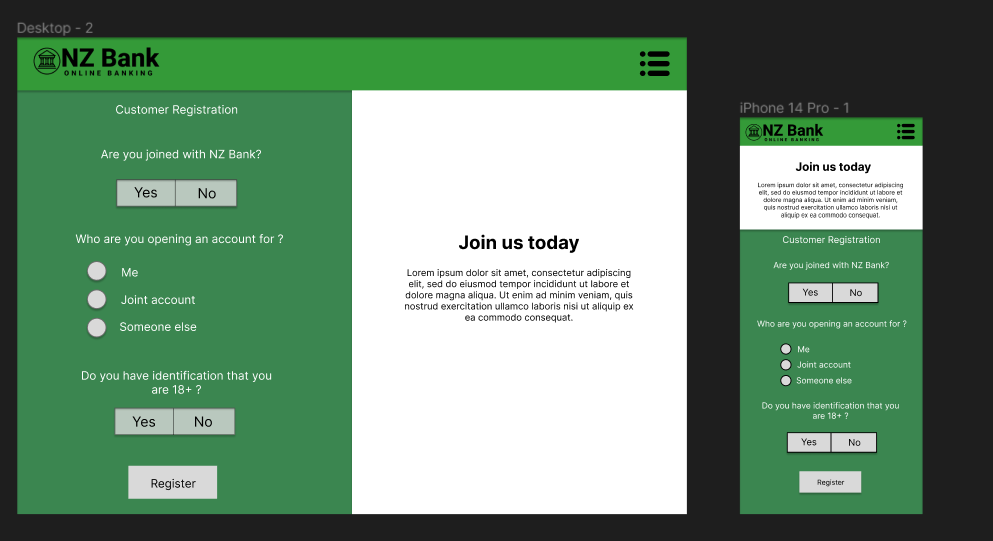 Desktop - 2
NZ Bank
ONLINE BANKING
Customer Registration
Are you joined with NZ Bank?
Yes No
Who are you opening an account for ?
Me
Joint account
Someone else
Do you have identification that you
are 18+ ?
Yes No
Register
Join us today
Lorem ipsum dolor sit amet, consectetur adipiscing
elit, sed do eiusmod tempor incididunt ut labore et
dolore magna aliqua. Ut enim ad minim veniam, quis
nostrud exercitation ullamco laboris nisi ut aliquip ex
ea commodo consequat.
iPhone 14 Pro - 1
NZ Bank
ONLINE BANKING
Join us today
Lorem ipsum dolor sit amet, consectetur adipiscing
elit, sed do eiusmod tempor incididunt ut labore et
dolore magna aliqua. Ut enim ad minim veniam,
quis nostrud exercitation ullamco laboris nisi ut
aliquip ex ea commodo consequat.
Customer Registration
Are you joined with NZ Bank?
Yes No
Who are you opening an account for ?
Me
Joint account
Someone else
Do you have identification that you
are 18+ ?
Yes No
Register